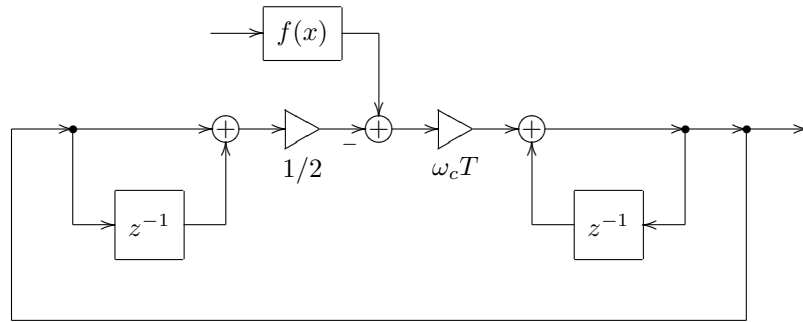 f(x)
+
1/2
−
+
ω_cT
+
z⁻¹
z⁻¹